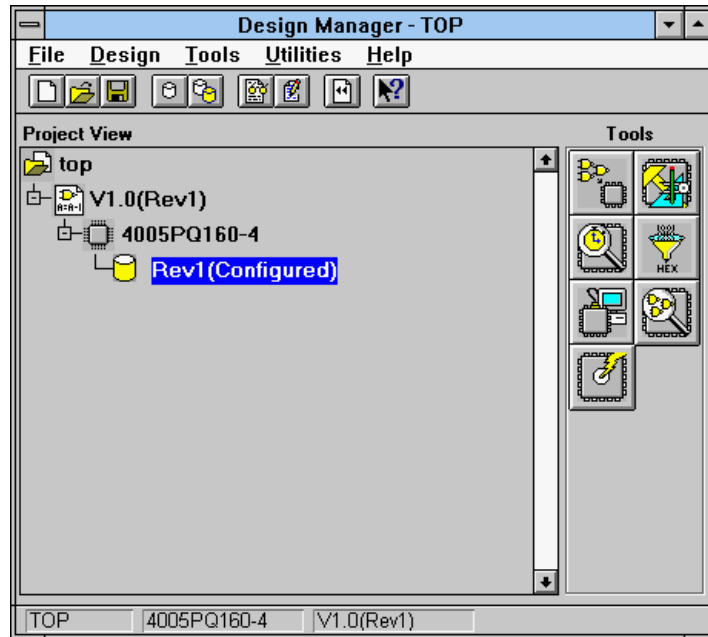 Design Manager - TOP
File Design Tools Utilities Help
Project View
Tools
top
V1.0(Rev1)
4005PQ160-4
Rev1(Configured)
HEX
TOP 4005PQ160-4 V1.0(Rev1)